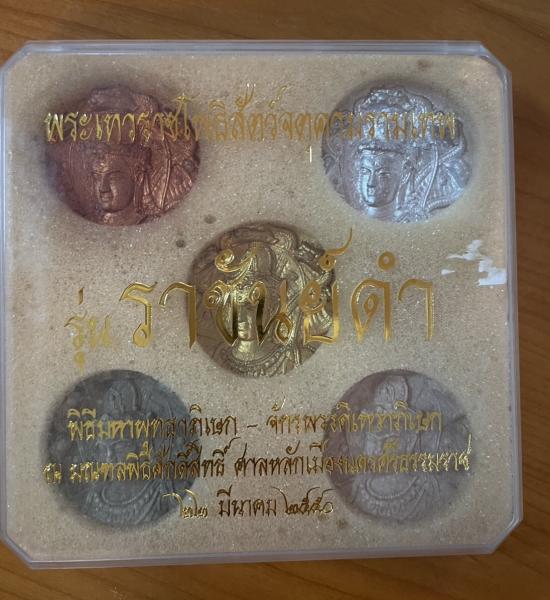 พระเทวราชโพธิสัตว์จตุคามรามเทพ
รุ่น ราชันย์ดำ
พิธีมหาพุทธาภิเษก - จักรพรรดิเทวาภิเษก
ณ มณฑลพิธีศักดิ์สิทธิ์ ศาลหลักเมืองนครศรีธรรมราช
มีนาคม ๒๕๕๐